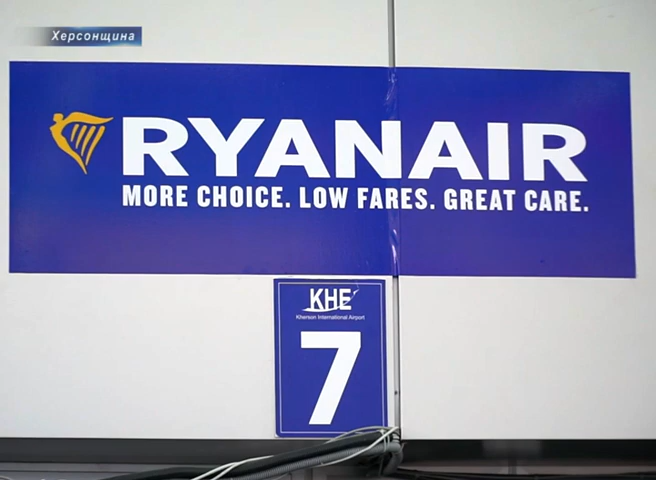 Херсонщина
RYANAIR
MORE CHOICE. LOW FARES. GREAT CARE.
KHE
Kherson International Airport
7